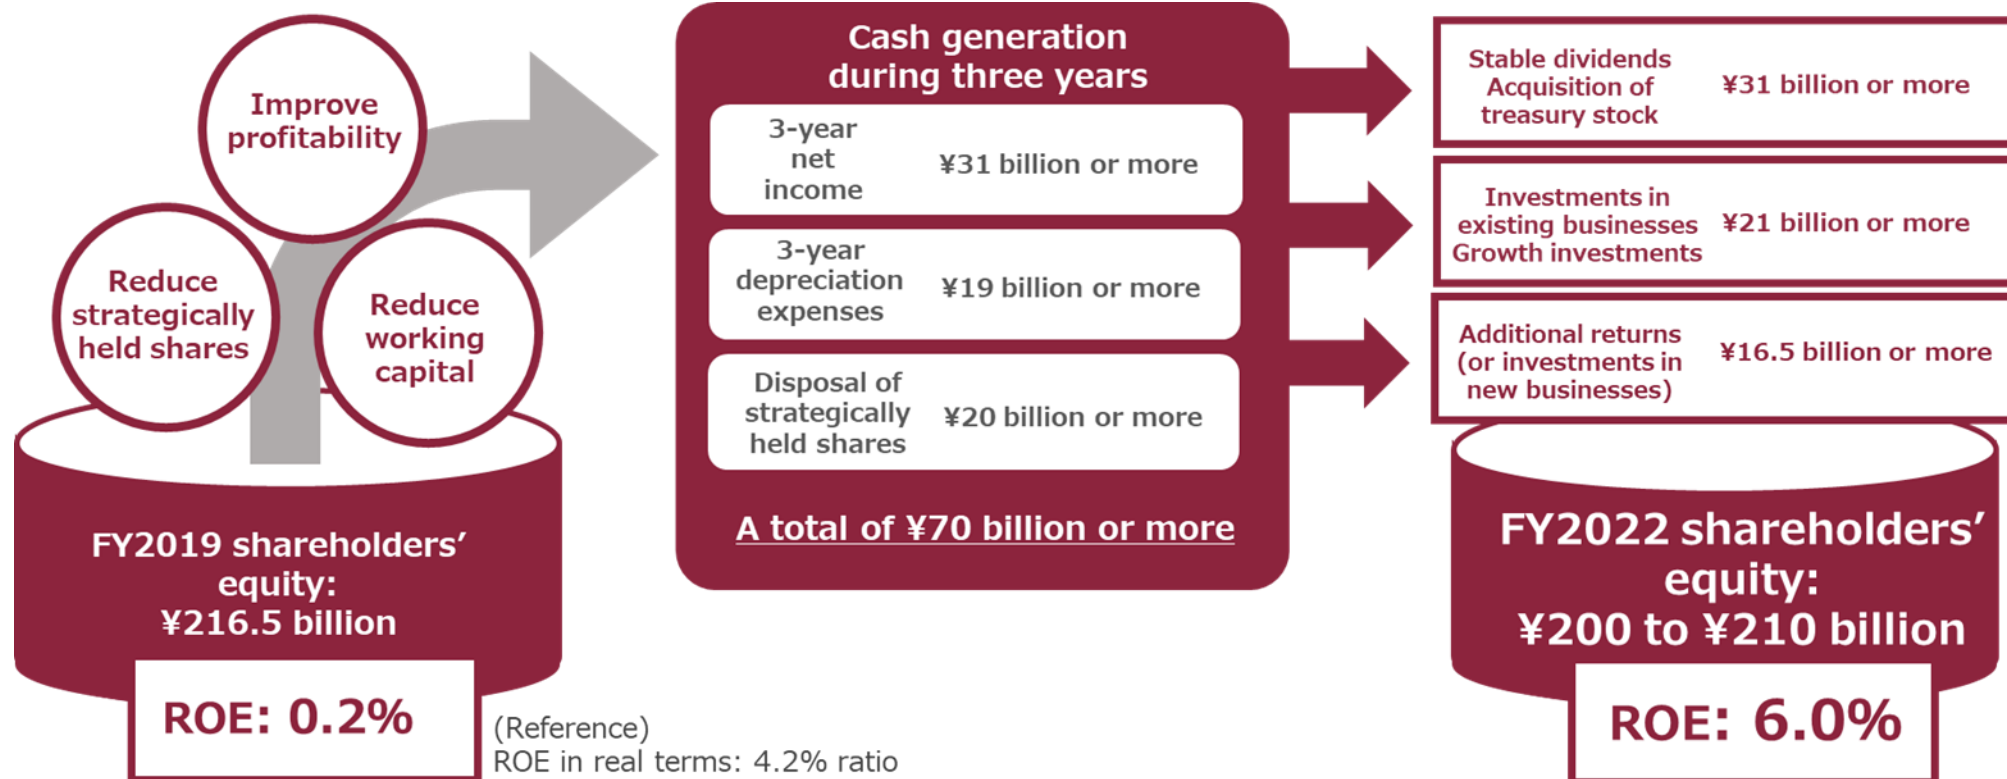 Improve
profitability
Reduce
strategically
held shares
Reduce
working
capital
FY2019 shareholders’
equity:
¥216.5 billion
ROE: 0.2%
(Reference)
ROE in real terms: 4.2% ratio
Cash generation
during three years
3-year
net
income
¥31 billion or more
3-year
depreciation
expenses
¥19 billion or more
Disposal of
strategically
held shares
¥20 billion or more
A total of ¥70 billion or more
Stable dividends
Acquisition of
treasury stock
¥31 billion or more
Investments in
existing businesses
Growth investments
¥21 billion or more
Additional returns
(or investments in
new businesses)
¥16.5 billion or more
FY2022 shareholders’
equity:
¥200 to ¥210 billion
ROE: 6.0%